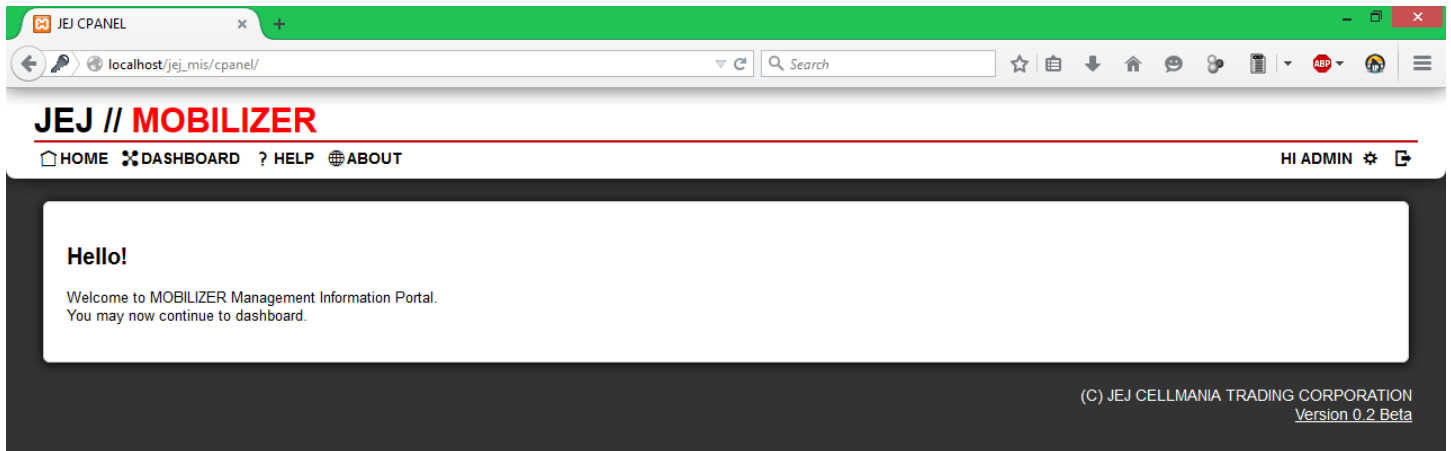 JEJ CPANEL
localhost/jej_mis/cpanel/
Search
ABP
JEJ // MOBILIZER
HOME DASHBOARD ? HELP ABOUT HI ADMIN
Hello!
Welcome to MOBILIZER Management Information Portal.
You may now continue to dashboard.
(C) JEJ CELLMANIA TRADING CORPORATION
Version 0.2 Beta